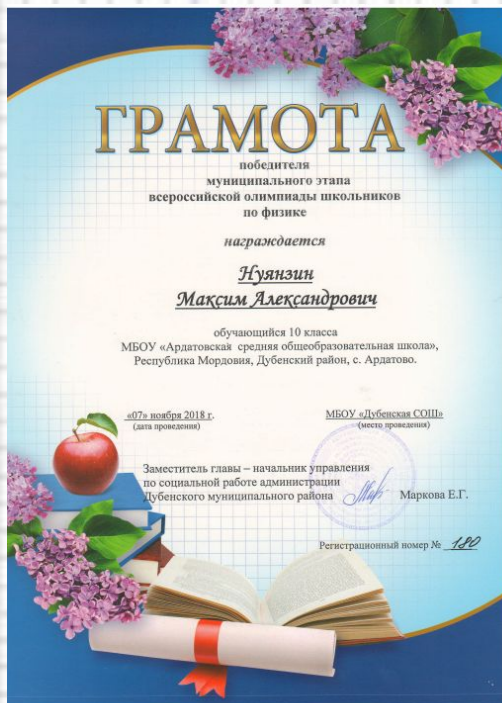 ГРАМОТА
победителя
муниципального этапа
всероссийской олимпиады школьников
по физике
награждается
Нуянзин
Максим Александрович
обучающийся 10 класса
МБОУ «Ардатовская средняя общеобразовательная школа»,
Республика Мордовия, Дубенский район, с. Ардатово.
«07» ноября 2018 г.
(дата проведения)
МБОУ «Дубенская СОШ»
(место проведения)
Заместитель главы – начальник управления
по социальной работе администрации
Дубенского муниципального района Маркова Е.Г.
Регистрационный номер № 180